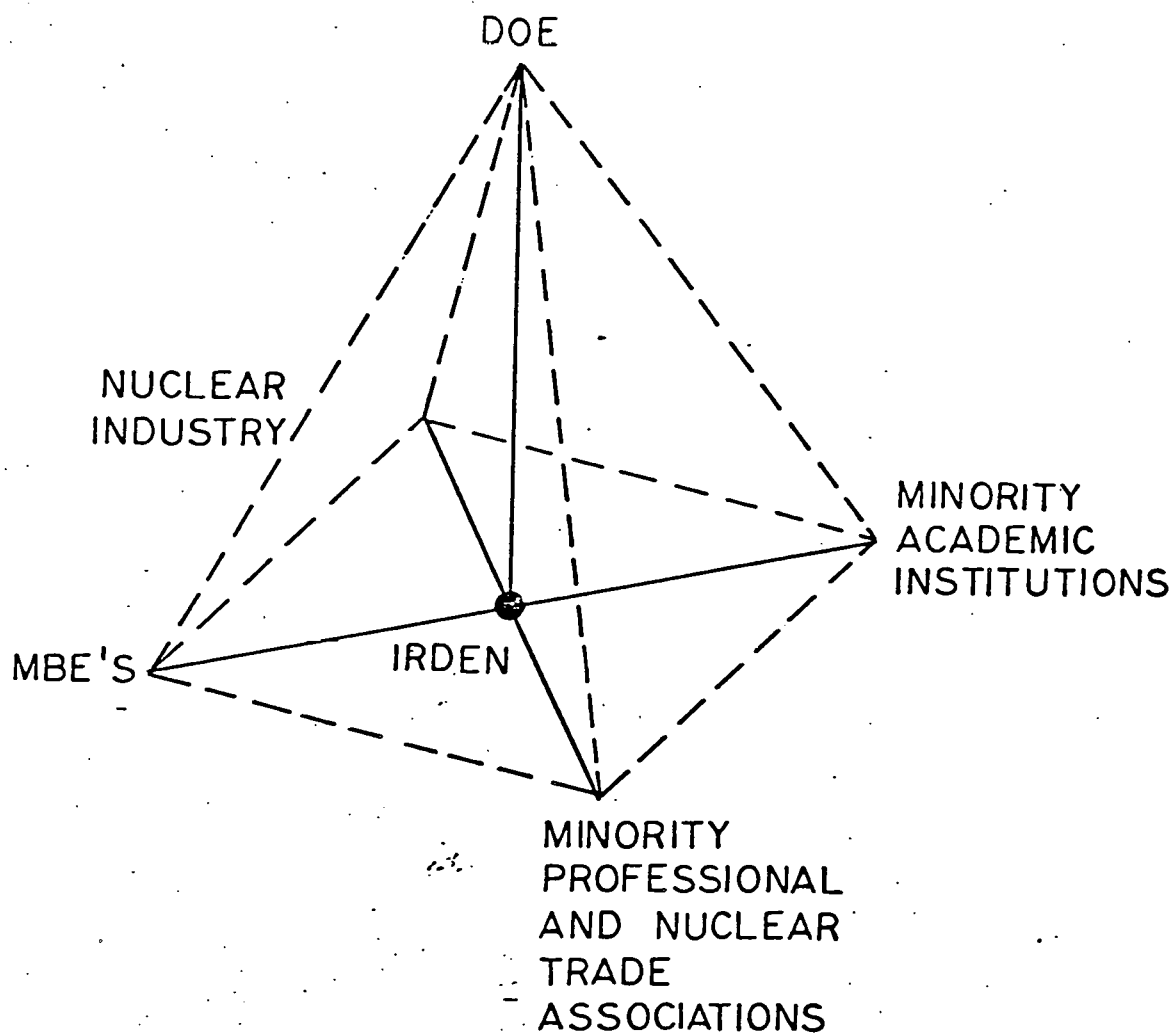 DOE
NUCLEAR
INDUSTRY
MINORITY
ACADEMIC
INSTITUTIONS
MBE'S
IRDEN
MINORITY
PROFESSIONAL
AND NUCLEAR
TRADE
ASSOCIATIONS